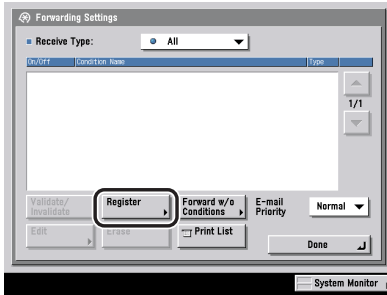 Forwarding Settings
Receive Type: All
On/Off Condition Name Type
1/1
Validate/
Invalidate
Register
Forward w/o
Conditions
E-mail
Priority
Normal
Edit
Erase
Print List
Done
System Monitor